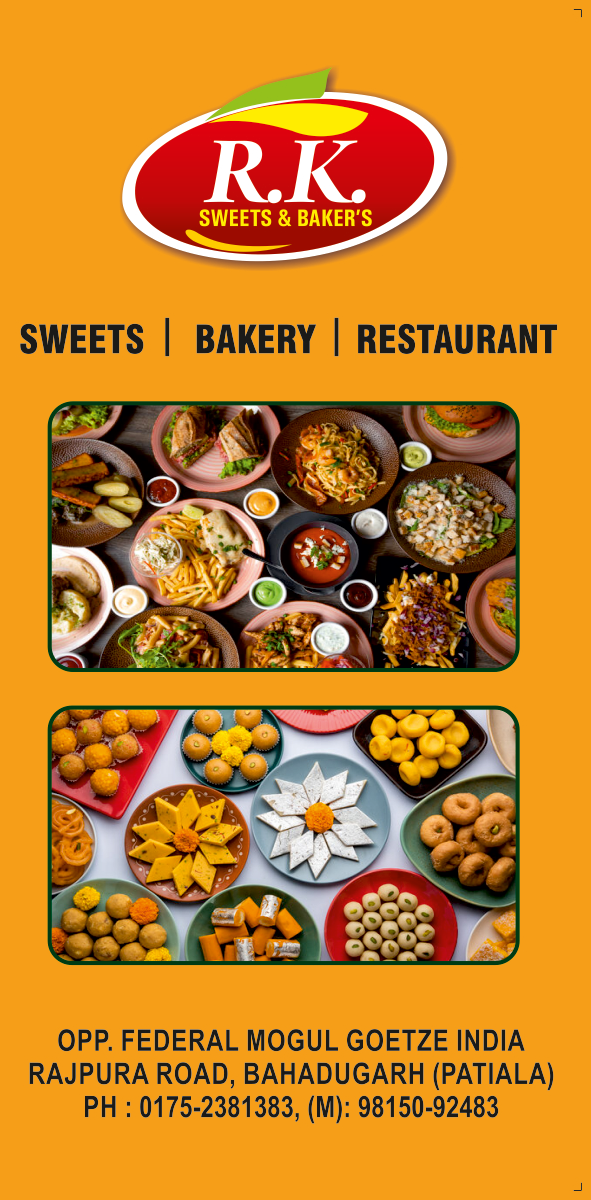 R.K.
SWEETS & BAKER'S
SWEETS | BAKERY | RESTAURANT
OPP. FEDERAL MOGUL GOETZE INDIA
RAJPURA ROAD, BAHADUGARH (PATIALA)
PH : 0175-2381383, (M): 98150-92483